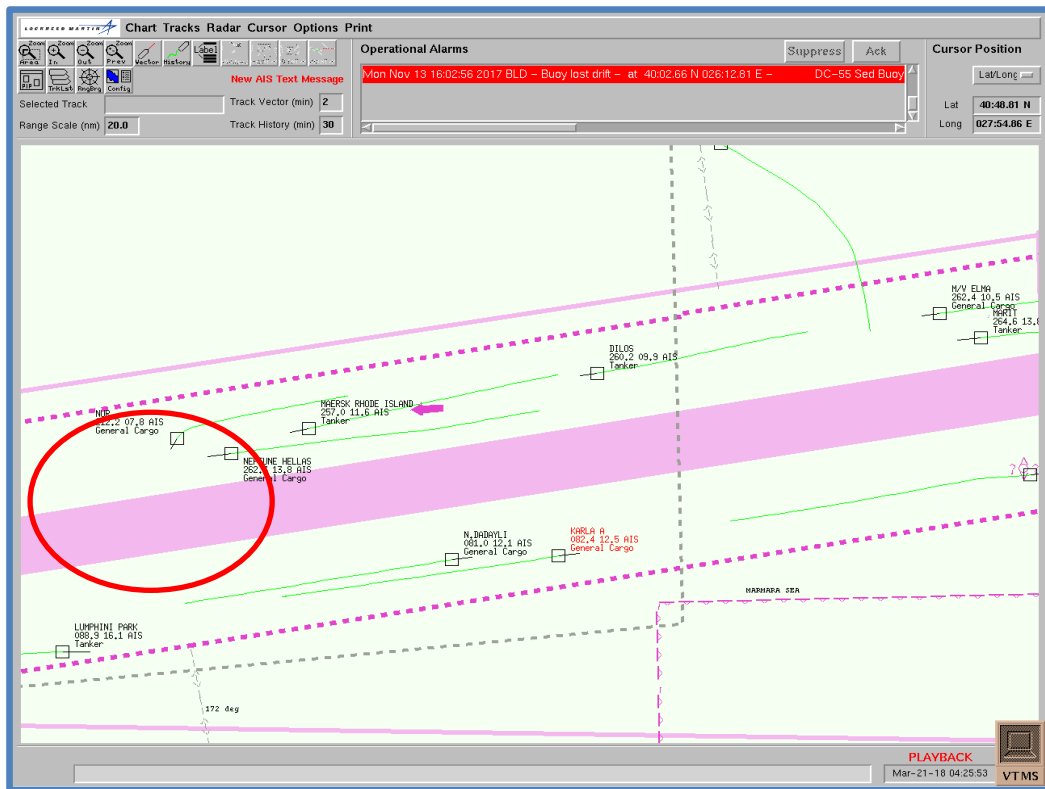 LOCKHEED MARTIN Chart Tracks Radar Cursor Options Print
Zoom Area
Zoom In
Zoom Out
Zoom Prev
Vector
History
Label
PIP
TrkLst
RngBrg
Config
New AIS Text Message
Selected Track
Track Vector (min) 2
Range Scale (nm) 20.0
Track History (min) 30
Operational Alarms
Suppress
Ack
Mon Nov 13 16:02:56 2017 BLD - Buoy lost drift - at 40:02.66 N 026:12.81 E - DC-55 Sed Buoy
Cursor Position
Lat/Long
Lat 40:48.81 N
Long 027:54.86 E
M/V ELMA
262.4 10.5 AIS
General Cargo
MARIT
264.6 13.8
Tanker
DILOS
260.2 09.9 AIS
Tanker
MAERSK RHODE ISLAND
257.0 11.6 AIS
Tanker
NUR
212.2 07.8 AIS
General Cargo
NEPTUNE HELLAS
13.8 AIS
General Cargo
N.DADAYLI
081.0 12.1 AIS
General Cargo
KARLA A
082.4 12.5 AIS
General Cargo
MARMARA SEA
LUMPHINI PARK
088.9 16.1 AIS
Tanker
172 deg
PLAYBACK
Mar-21-18 04:25:53
VTMS